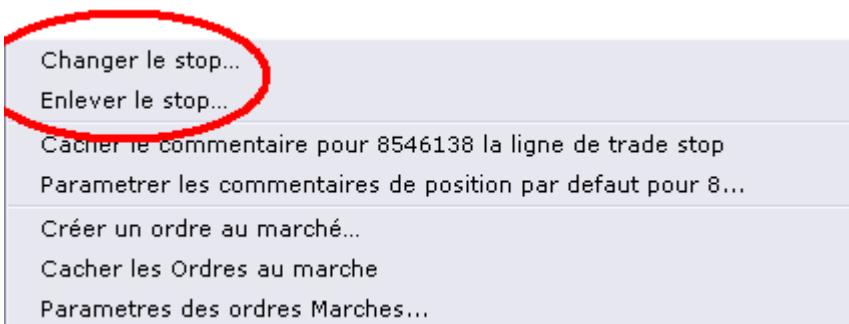 Changer le stop...
Enlever le stop...
Cacher le commentaire pour 8546138 la ligne de trade stop
Parametrer les commentaires de position par defaut pour 8...
Créer un ordre au marché...
Cacher les Ordres au marche
Parametres des ordres Marches...